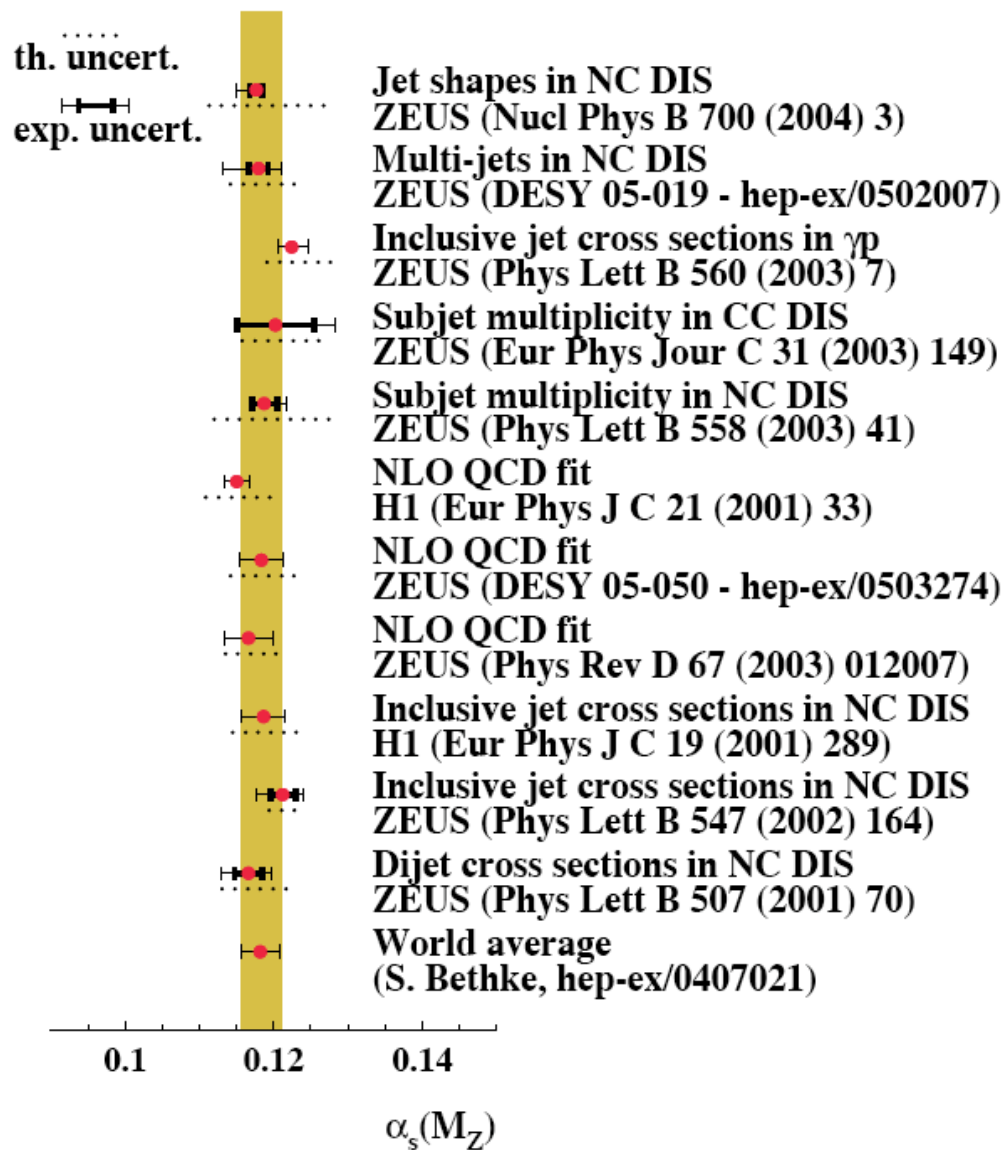 th. uncert.
exp. uncert.
Jet shapes in NC DIS
ZEUS (Nucl Phys B 700 (2004) 3)
Multi-jets in NC DIS
ZEUS (DESY 05-019 - hep-ex/0502007)
Inclusive jet cross sections in γp
ZEUS (Phys Lett B 560 (2003) 7)
Subjet multiplicity in CC DIS
ZEUS (Eur Phys Jour C 31 (2003) 149)
Subjet multiplicity in NC DIS
ZEUS (Phys Lett B 558 (2003) 41)
NLO QCD fit
H1 (Eur Phys J C 21 (2001) 33)
NLO QCD fit
ZEUS (DESY 05-050 - hep-ex/0503274)
NLO QCD fit
ZEUS (Phys Rev D 67 (2003) 012007)
Inclusive jet cross sections in NC DIS
H1 (Eur Phys J C 19 (2001) 289)
Inclusive jet cross sections in NC DIS
ZEUS (Phys Lett B 547 (2002) 164)
Dijet cross sections in NC DIS
ZEUS (Phys Lett B 507 (2001) 70)
World average
(S. Bethke, hep-ex/0407021)
0.1 0.12 0.14
αs(MZ)